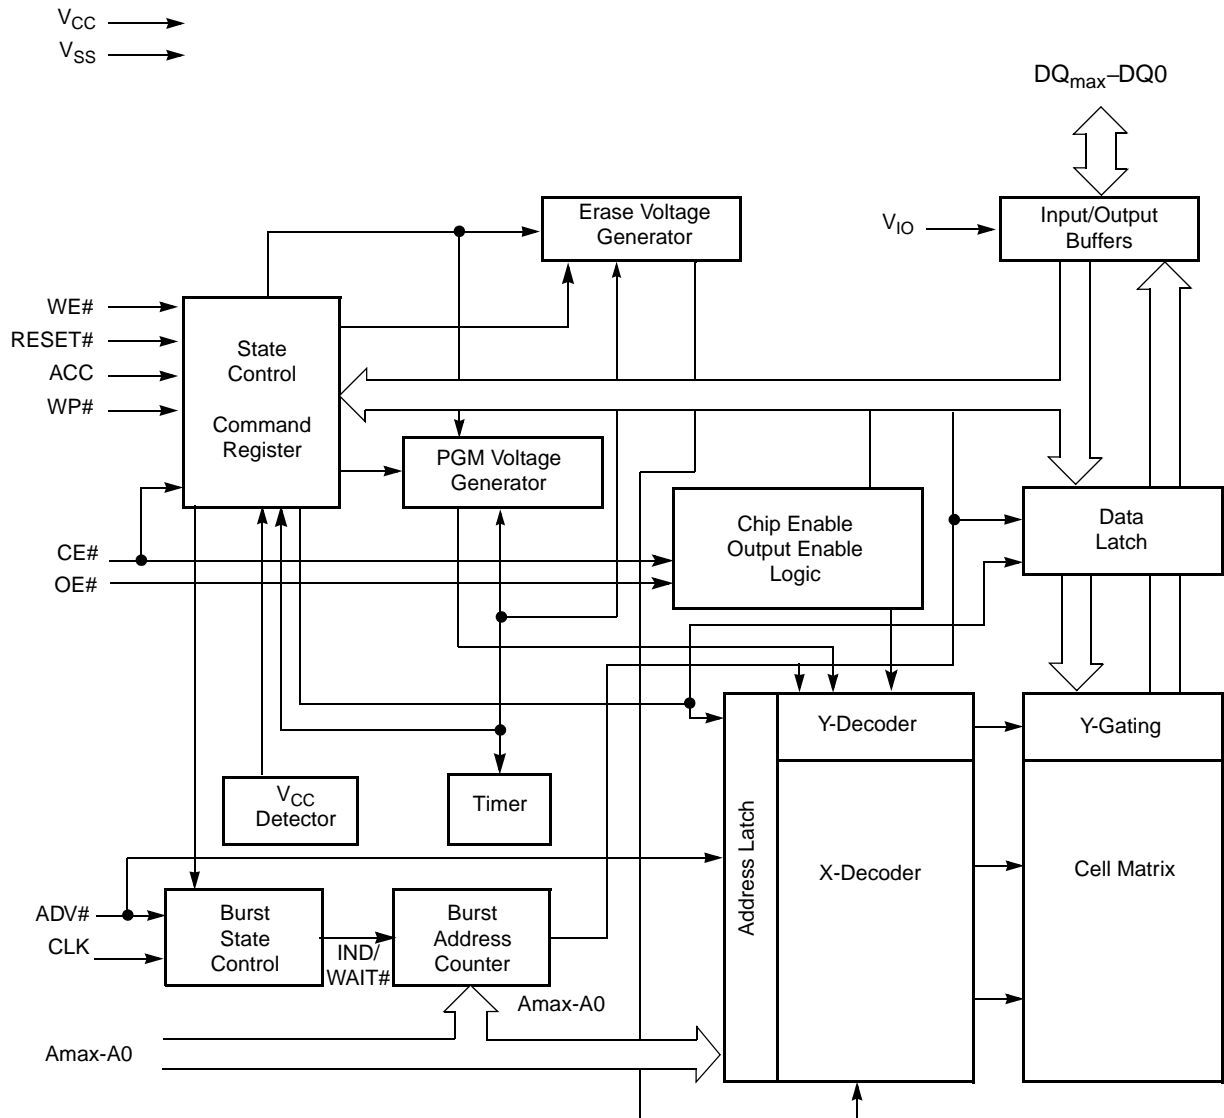 VCC
VSS
DQmax–DQ0
Erase Voltage
Generator
VIO
Input/Output
Buffers
WE#
RESET#
ACC
WP#
State
Control
Command
Register
PGM Voltage
Generator
Chip Enable
Output Enable
Logic
Data
Latch
CE#
OE#
Y-Decoder
Y-Gating
VCC
Detector
Timer
Address Latch
X-Decoder
Cell Matrix
ADV#
CLK
Burst
State
Control
IND/
WAIT#
Burst
Address
Counter
Amax-A0
Amax-A0